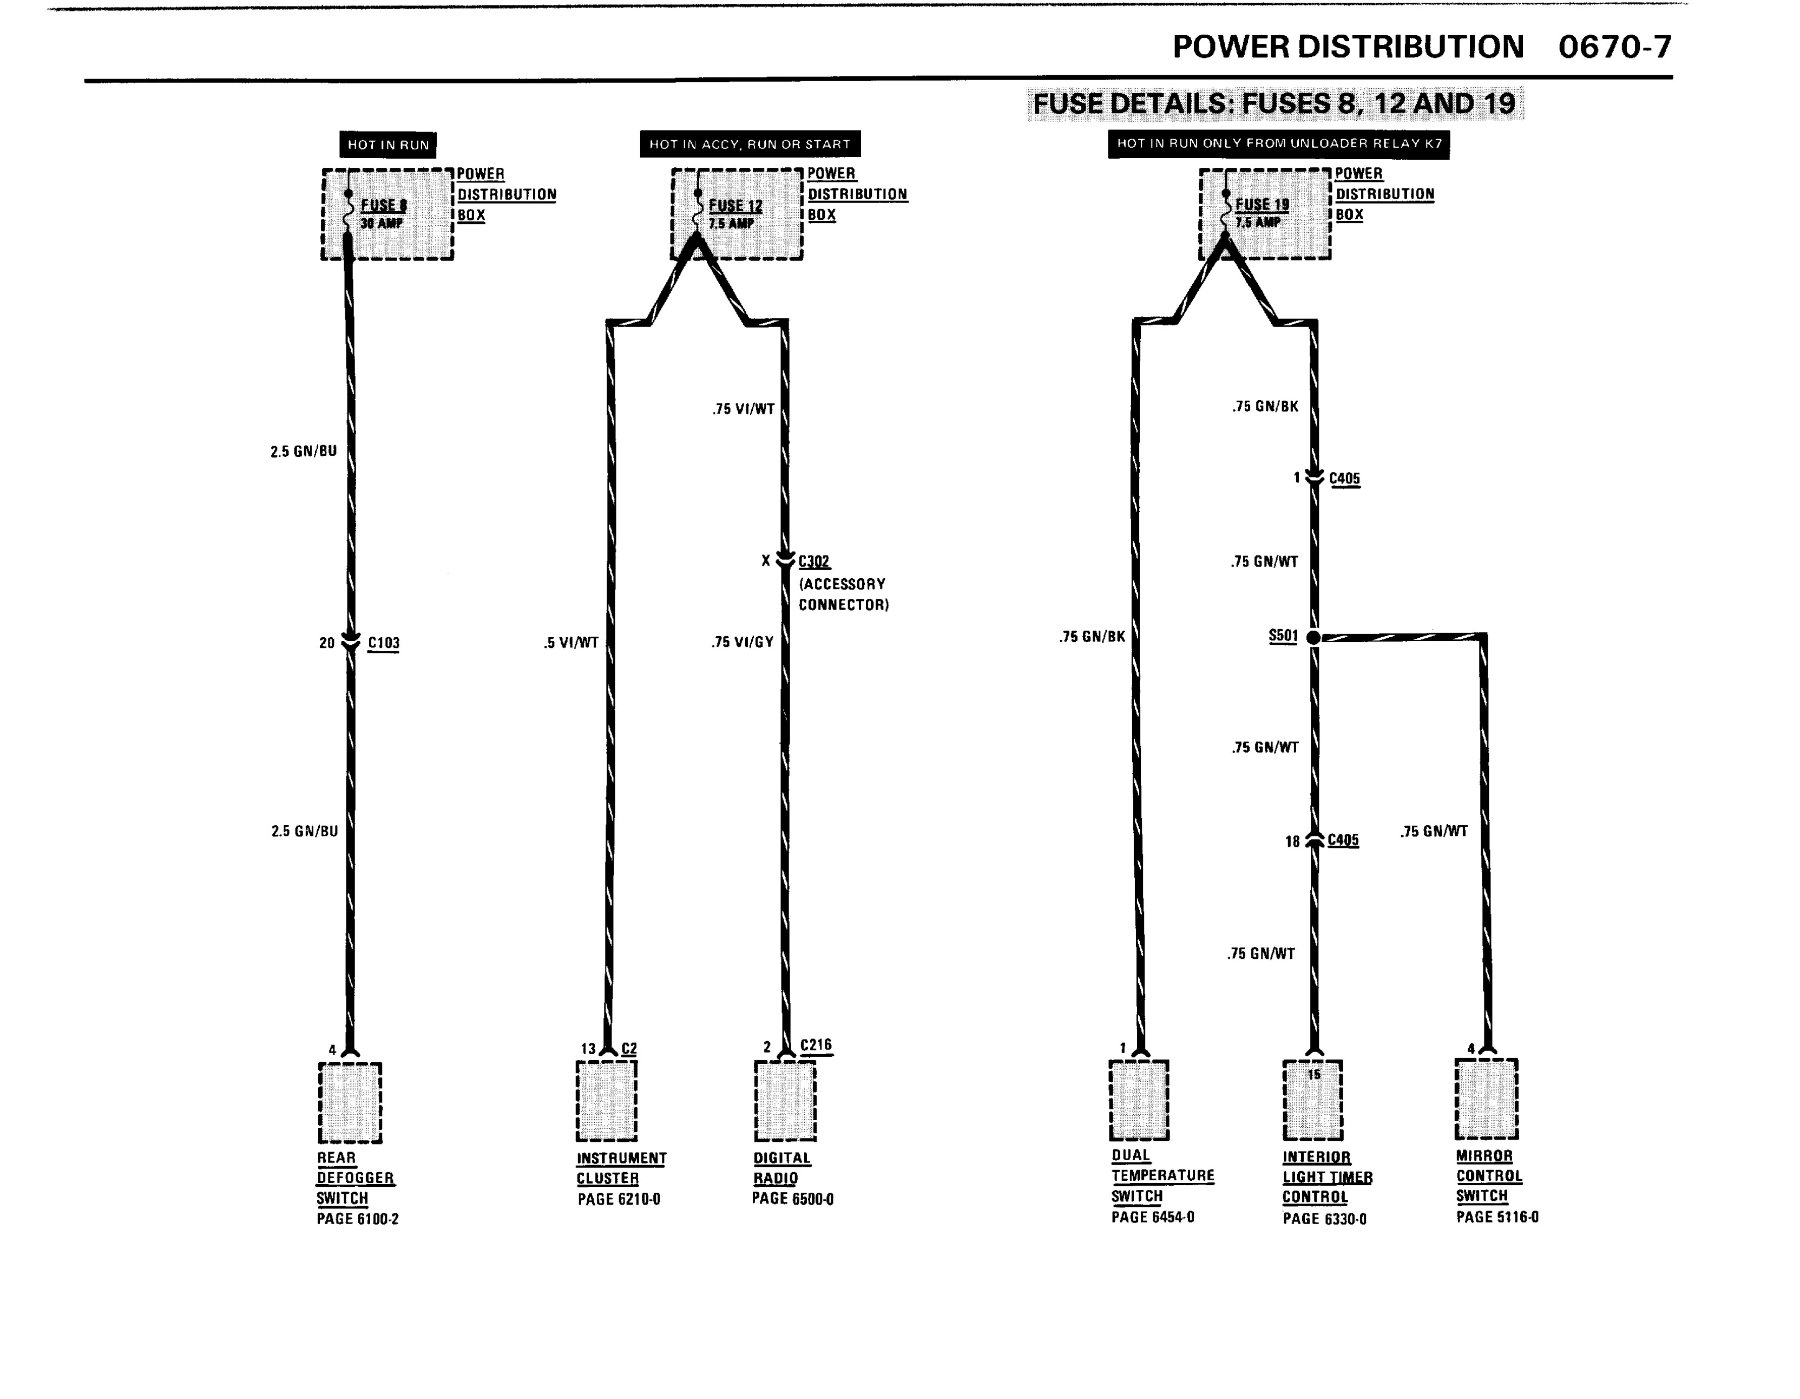 POWER DISTRIBUTION 0670-7
FUSE DETAILS: FUSES 8, 12 AND 19
HOT IN RUN
POWER
DISTRIBUTION
BOX
FUSE 8
30 AMP
2.5 GN/BU
20 C103
2.5 GN/BU
4
REAR
DEFOGGER
SWITCH
PAGE 6100-2
HOT IN ACCY, RUN OR START
POWER
DISTRIBUTION
BOX
FUSE 12
7.5 AMP
.75 VI/WT
X C302
(ACCESSORY
CONNECTOR)
.5 VI/WT
.75 VI/GY
13 C2
2 C216
INSTRUMENT
CLUSTER
PAGE 6210-0
DIGITAL
RADIO
PAGE 6500-0
HOT IN RUN ONLY FROM UNLOADER RELAY K7
POWER
DISTRIBUTION
BOX
FUSE 19
7.5 AMP
.75 GN/BK
1 C405
.75 GN/WT
.75 GN/BK
S501
.75 GN/WT
18 C405
.75 GN/WT
.75 GN/WT
1
15
4
DUAL
TEMPERATURE
SWITCH
PAGE 6454-0
INTERIOR
LIGHT TIMER
CONTROL
PAGE 6330-0
MIRROR
CONTROL
SWITCH
PAGE 5116-0